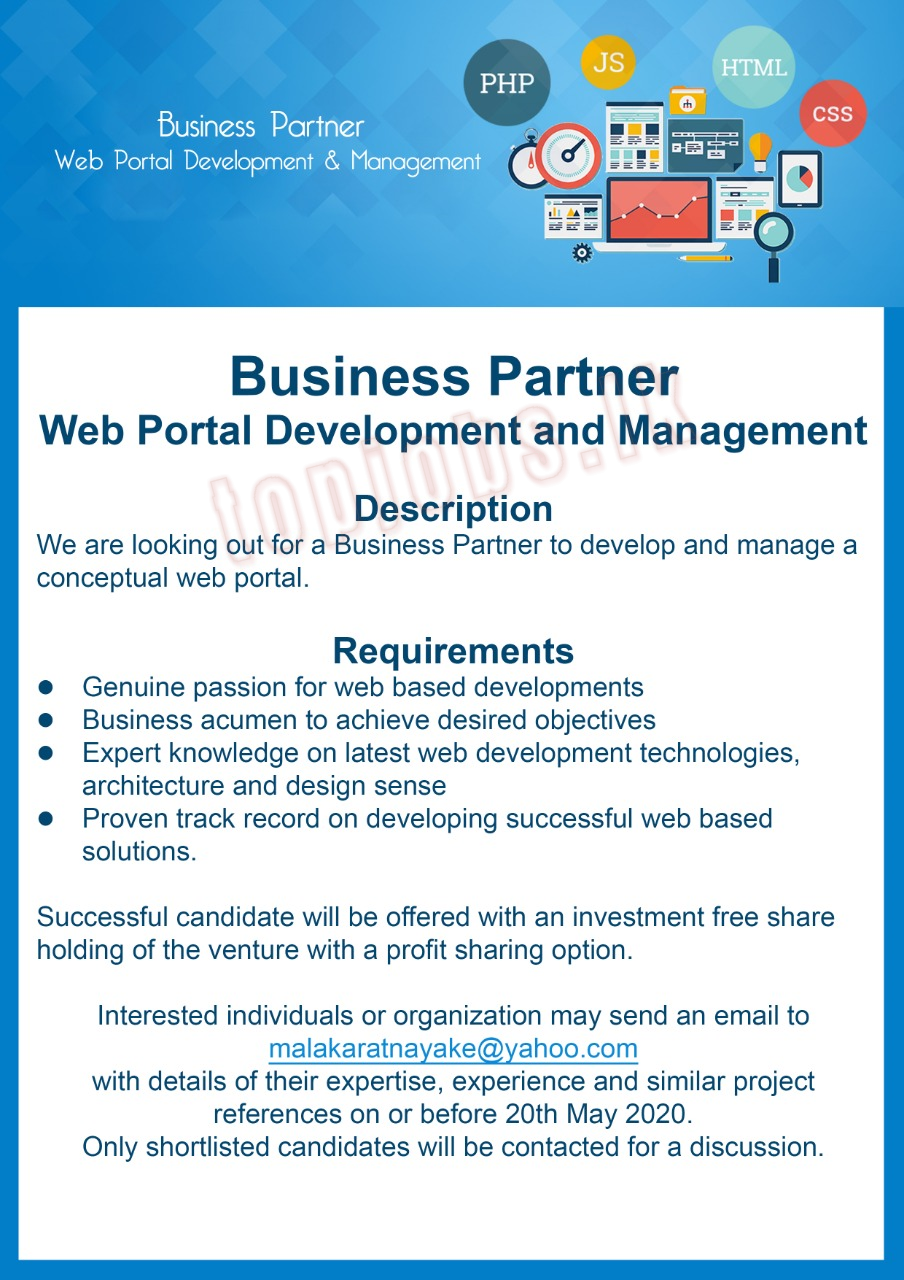 PHP
JS
HTML
CSS
Business Partner
Web Portal Development & Management
Business Partner
Web Portal Development and Management
topjobs.lk
Description
We are looking out for a Business Partner to develop and manage a
conceptual web portal.
Requirements
● Genuine passion for web based developments
● Business acumen to achieve desired objectives
● Expert knowledge on latest web development technologies,
architecture and design sense
● Proven track record on developing successful web based
solutions.
Successful candidate will be offered with an investment free share
holding of the venture with a profit sharing option.
Interested individuals or organization may send an email to
malakaratnayake@yahoo.com
with details of their expertise, experience and similar project
references on or before 20th May 2020.
Only shortlisted candidates will be contacted for a discussion.